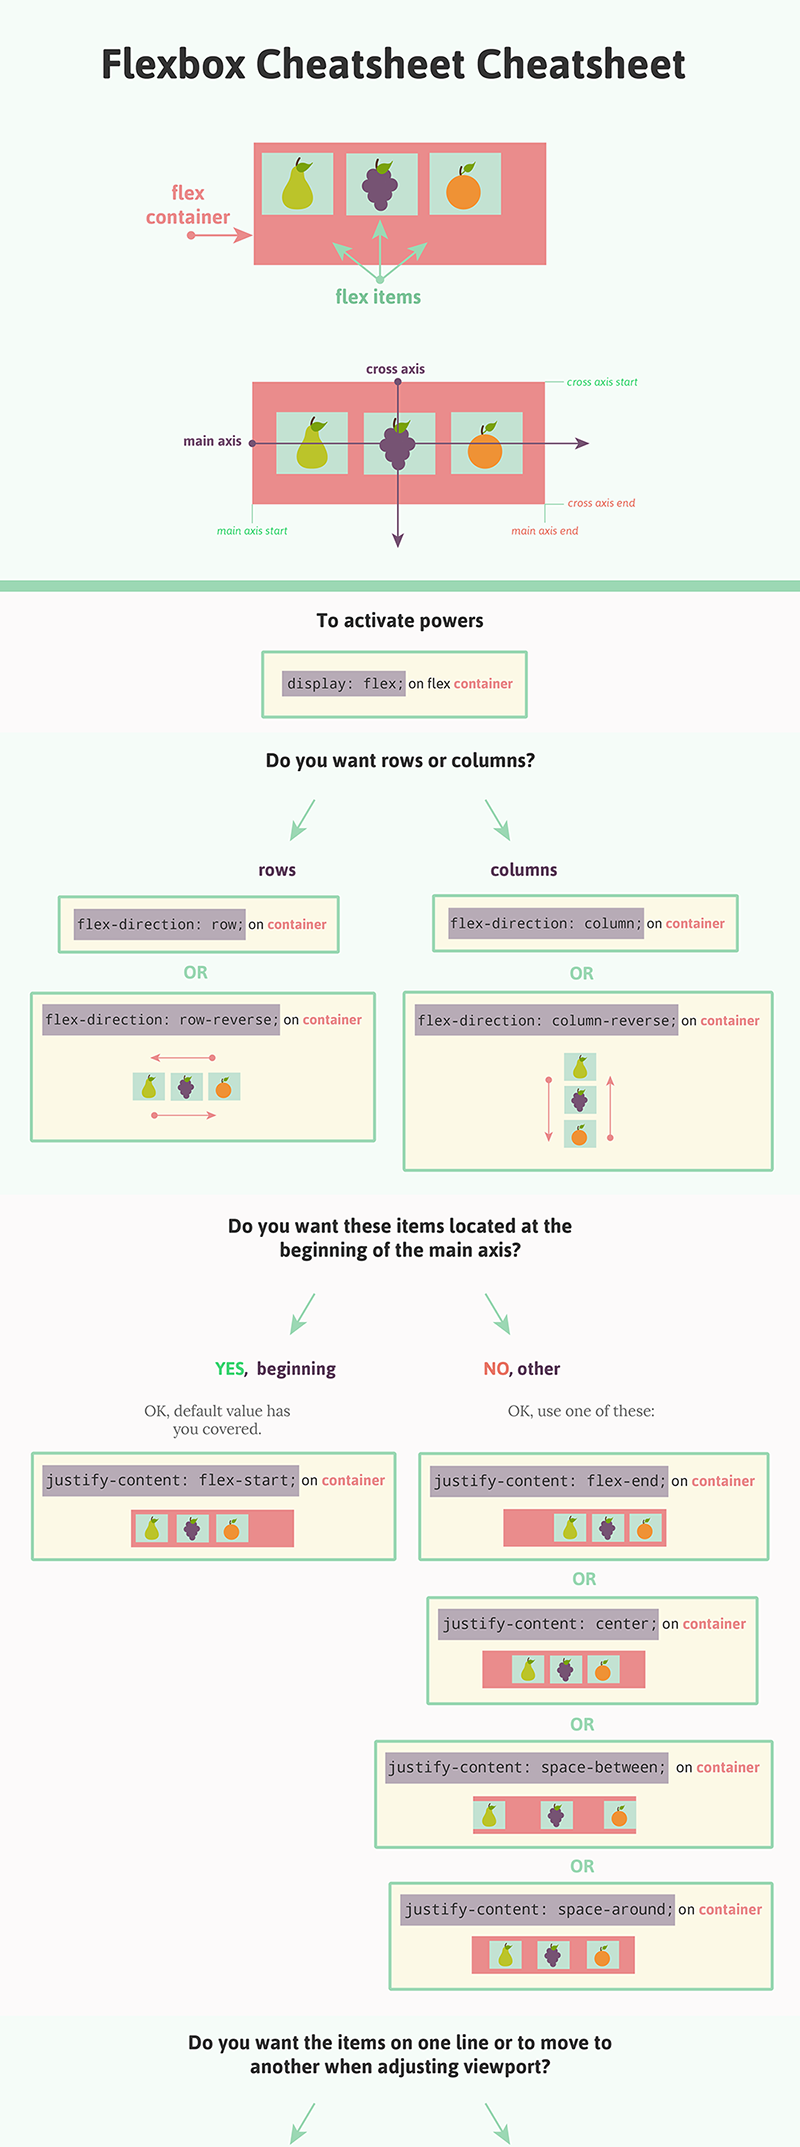 Flexbox Cheatsheet Cheatsheet
flex
container
flex items
cross axis
cross axis start
main axis
cross axis end
main axis start
main axis end
To activate powers
display: flex; on flex container
Do you want rows or columns?
rows
columns
flex-direction: row; on container
flex-direction: column; on container
OR
OR
flex-direction: row-reverse; on container
flex-direction: column-reverse; on container
Do you want these items located at the
beginning of the main axis?
YES, beginning
NO, other
OK, default value has
you covered.
OK, use one of these:
justify-content: flex-start; on container
justify-content: flex-end; on container
OR
justify-content: center; on container
OR
justify-content: space-between; on container
OR
justify-content: space-around; on container
Do you want the items on one line or to move to
another when adjusting viewport?